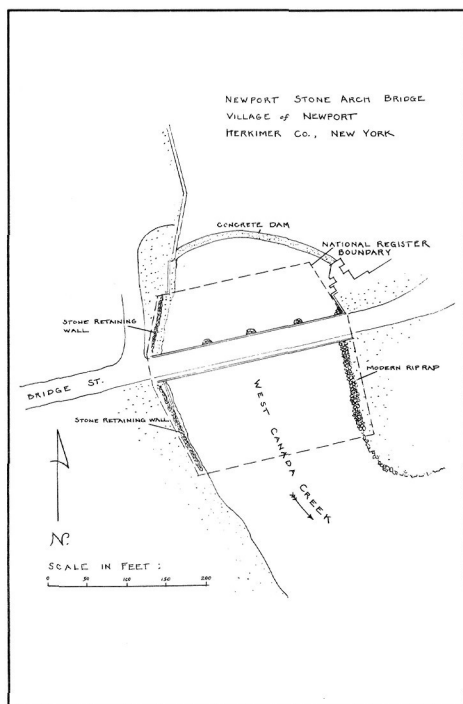 NEWPORT STONE ARCH BRIDGE
VILLAGE of NEWPORT
HERKIMER CO., NEW YORK
CONCRETE DAM
NATIONAL REGISTER
BOUNDARY
STONE RETAINING
WALL
MODERN RIP RAP
BRIDGE ST.
STONE RETAINING WALL
WEST CANADA CREEK
N.
SCALE IN FEET :
0 50 100 150 200